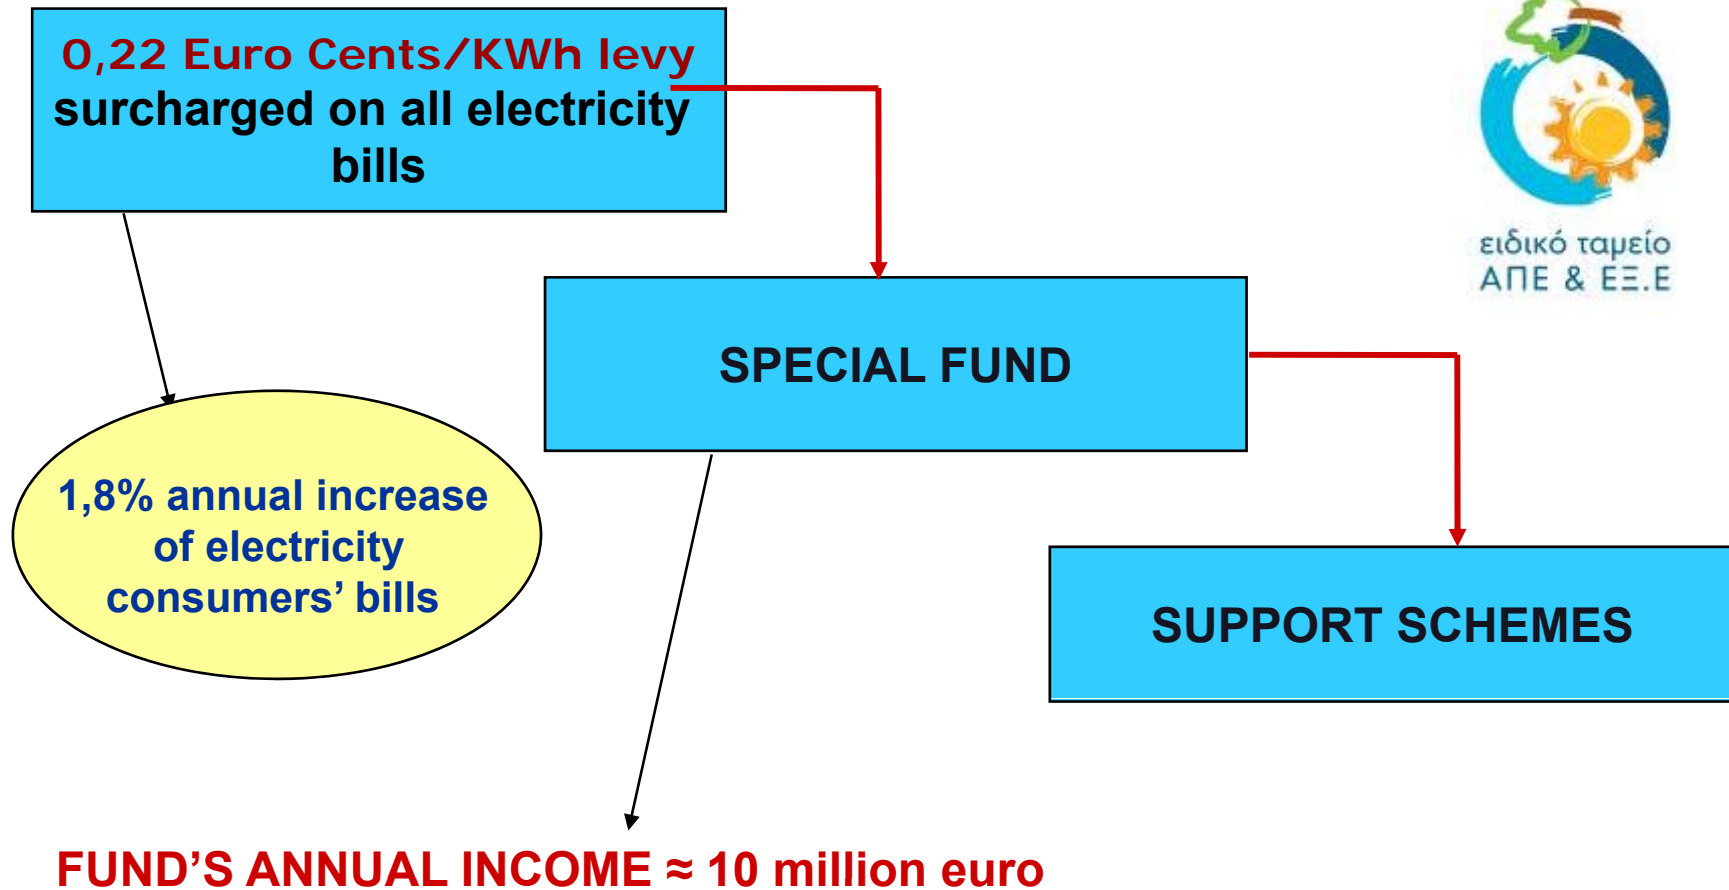 0,22 Euro Cents/KWh levy
surcharged on all electricity
bills
ειδικό ταμείο
ΑΠΕ & ΕΞ.Ε
SPECIAL FUND
1,8% annual increase
of electricity
consumers’ bills
SUPPORT SCHEMES
FUND’S ANNUAL INCOME ≈ 10 million euro